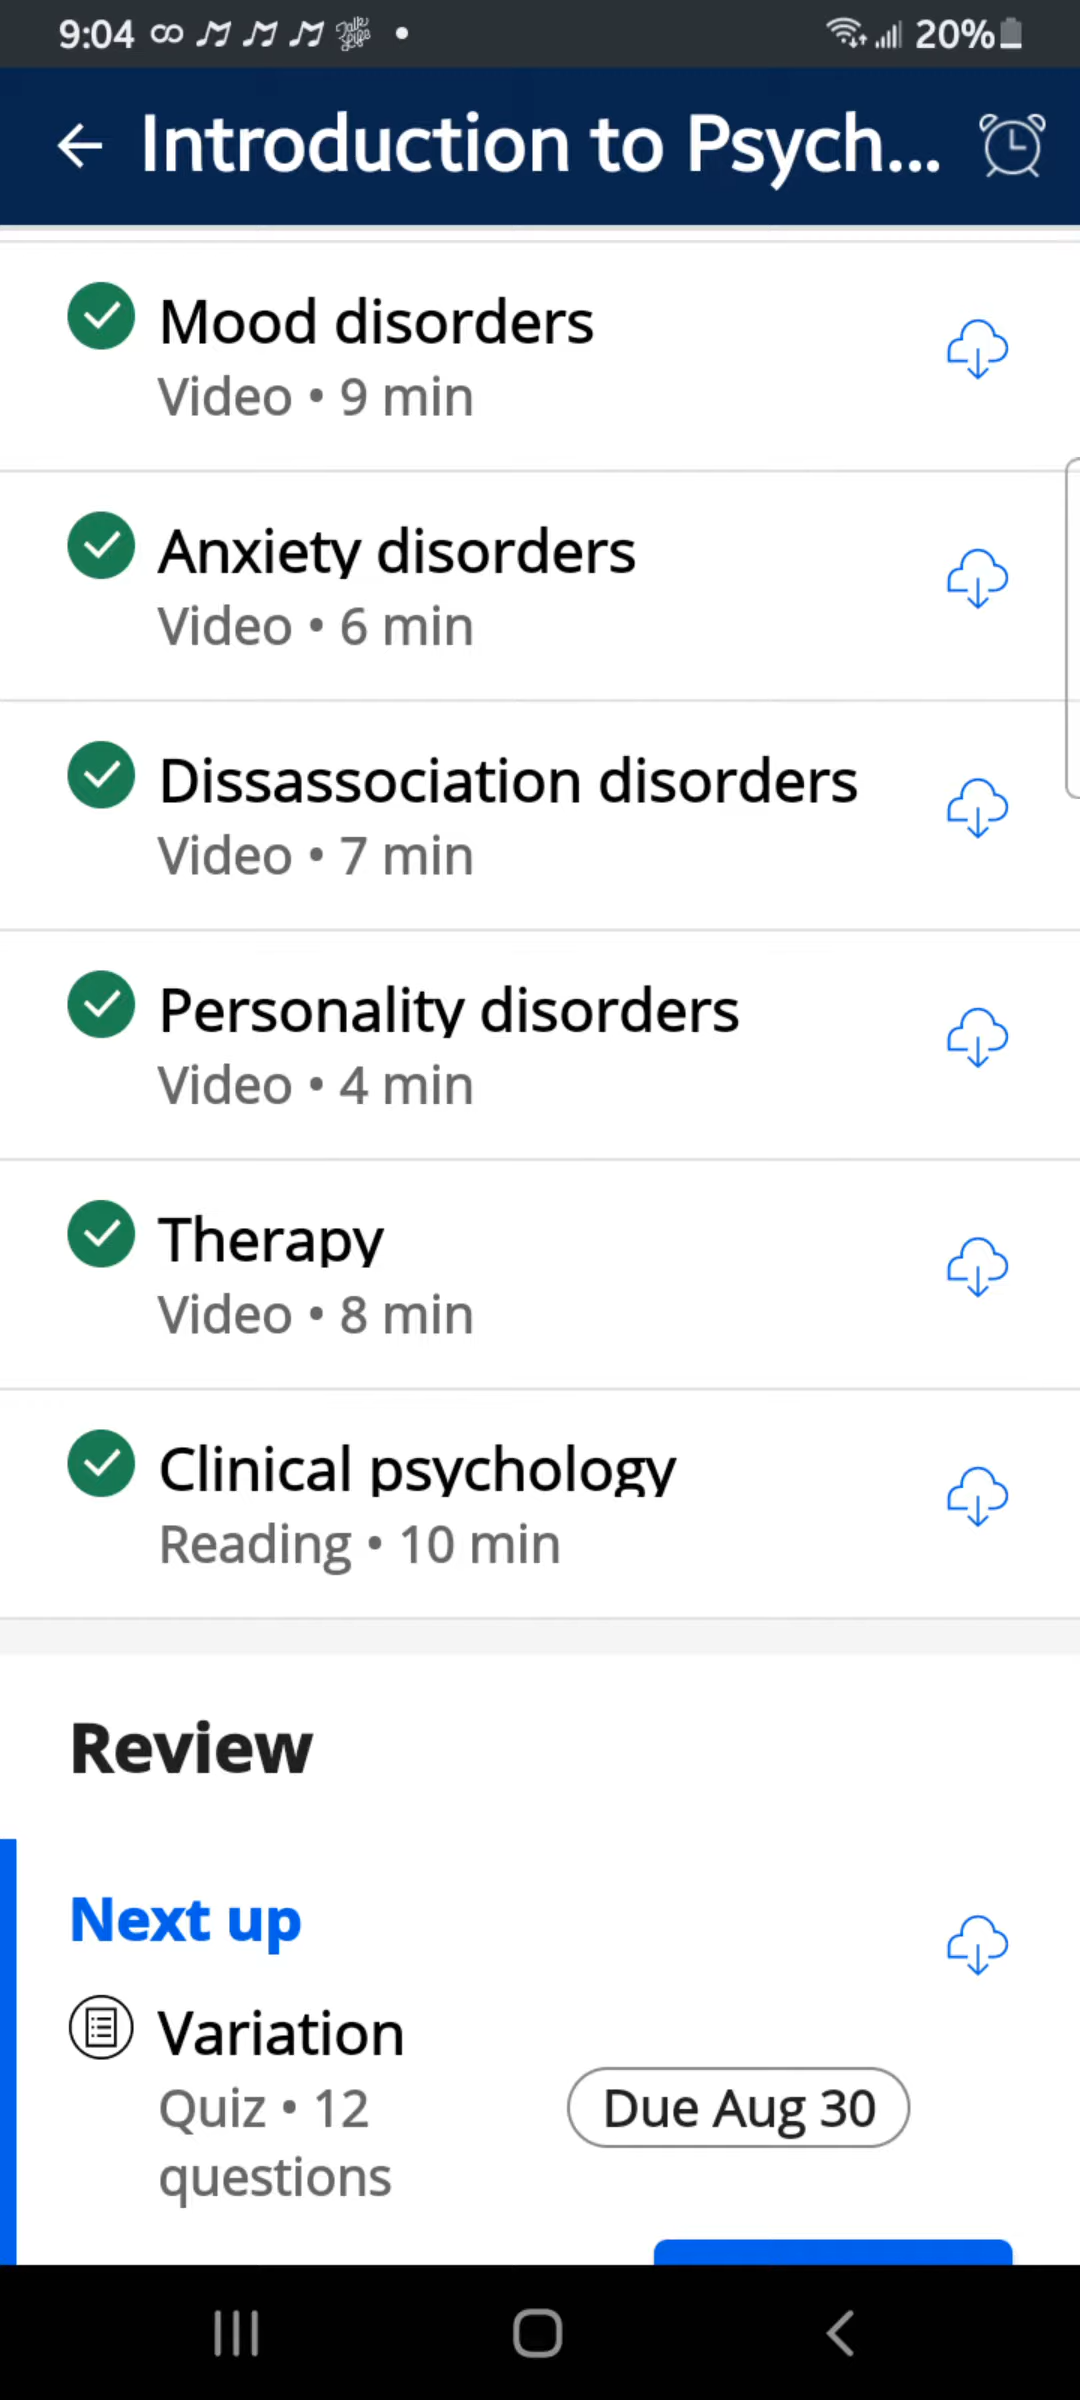 9:04
20%
Introduction to Psych...
Mood disorders
Video • 9 min
Anxiety disorders
Video • 6 min
Dissassociation disorders
Video • 7 min
Personality disorders
Video • 4 min
Therapy
Video • 8 min
Clinical psychology
Reading • 10 min
Review
Next up
Variation
Quiz • 12
questions
Due Aug 30